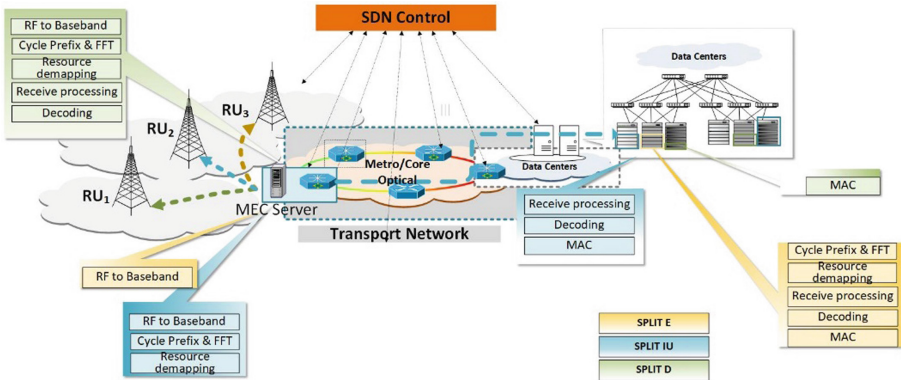 SDN Control
RF to Baseband
Cycle Prefix & FFT
Resource
demapping
Receive processing
Decoding
RU3
RU2
RU1
MEC Server
Metro/Core
Optical
Data Centers
Transport Network
Data Centers
MAC
Receive processing
Decoding
MAC
RF to Baseband
RF to Baseband
Cycle Prefix & FFT
Resource
demapping
Cycle Prefix & FFT
Resource
demapping
Receive processing
Decoding
MAC
SPLIT E
SPLIT IU
SPLIT D